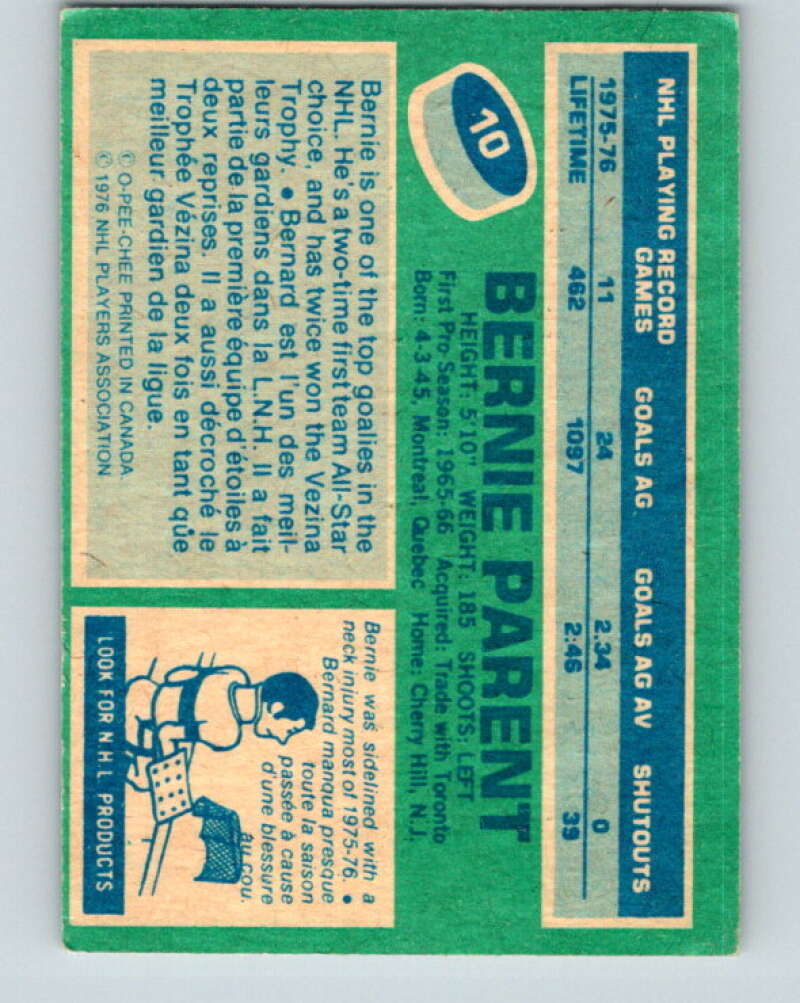 NHL PLAYING RECORD
GAMES GOALS AG GOALS AG AV SHUTOUTS
1975-76 11 24 2.34 0
LIFETIME 462 1097 2:46 39
10
BERNIE PARENT
HEIGHT: 5'10" WEIGHT: 185 SHOOTS: LEFT
First Pro Season: 1965-66 Acquired: Trade with Toronto
Born: 4-3-45, Montreal, Quebec Home: Cherry Hill, N.J.
Bernie is one of the top goalies in the
NHL. He's a two-time first team All-Star
choice, and has twice won the Vezina
Trophy. • Bernard est l'un des meil-
leurs gardiens dans la L.N.H. Il a fait
partie de la première équipe d'étoiles à
deux reprises. Il a aussi décroché le
Trophée Vézina deux fois en tant que
meilleur gardien de la ligue.
© O-PEE-CHEE PRINTED IN CANADA.
© 1976 NHL PLAYERS ASSOCIATION
Bernie was sidelined with a
neck injury most of 1975-76. •
Bernard manqua presque
toute la saison
passée à cause
d'une blessure
au cou.
LOOK FOR N.H.L PRODUCTS